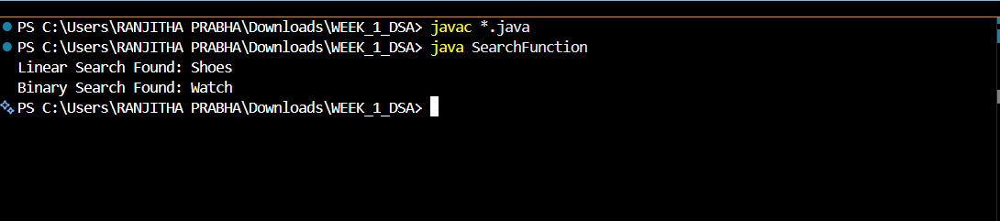 PS C:\Users\RANJITHA PRABHA\Downloads\WEEK_1_DSA> javac *.java
PS C:\Users\RANJITHA PRABHA\Downloads\WEEK_1_DSA> java SearchFunction
Linear Search Found: Shoes
Binary Search Found: Watch
PS C:\Users\RANJITHA PRABHA\Downloads\WEEK_1_DSA>